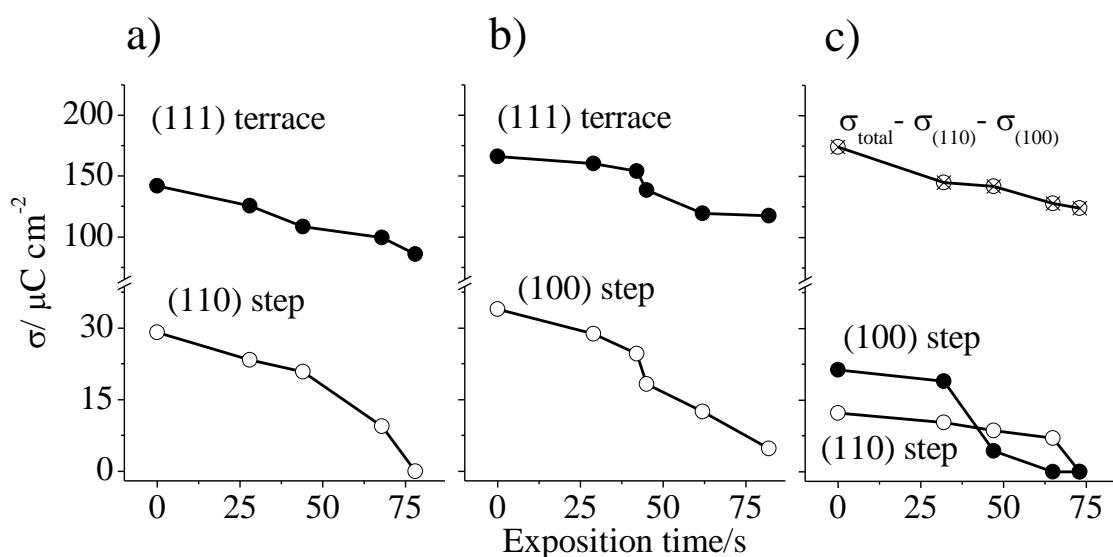 a)
b)
c)
σ/ μC cm⁻²
200
150
100
30
15
0
(111) terrace
(110) step
(111) terrace
(100) step
σtotal - σ(110) - σ(100)
(100) step
(110) step
0 25 50 75
0 25 50 75
0 25 50 75
Exposition time/s